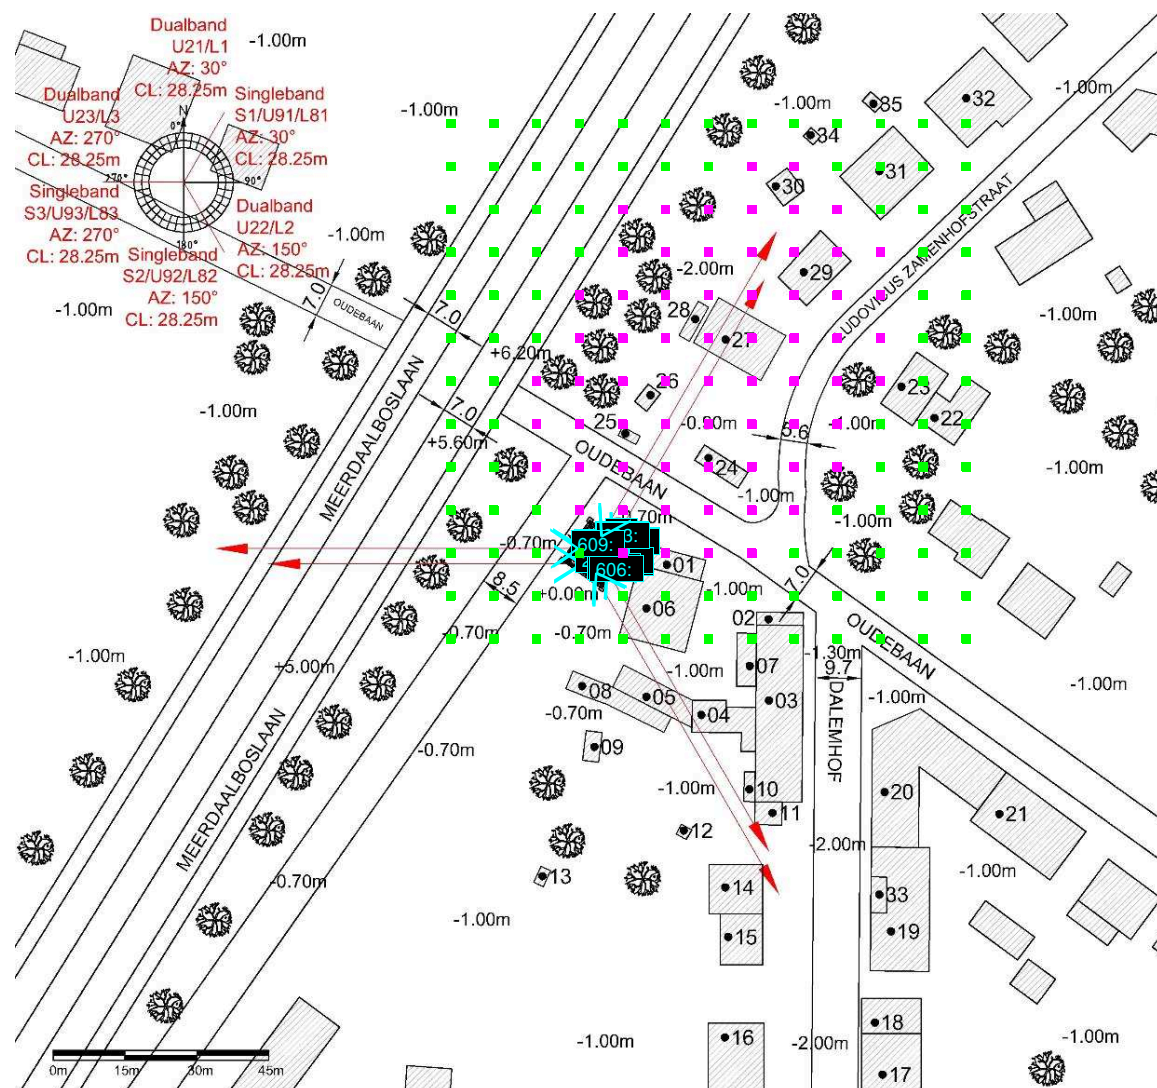 Dualband
U21/L1
AZ: 30°
CL: 28.25m
Dualband
U23/L3
AZ: 270°
CL: 28.25m
Singleband
S1/U91/L81
AZ: 30°
CL: 28.25m
N
0°
270°
90°
180°
Singleband
S3/U93/L83
AZ: 270°
CL: 28.25m
Dualband
U22/L2
AZ: 150°
CL: 28.25m
Singleband
S2/U92/L82
AZ: 150°
CL: 28.25m
-1.00m
-1.00m
-1.00m
-1.00m
-1.00m
-2.00m
-1.00m
-1.00m
7.0
OUDEBAAN
7.0
+6.20m
7.0
+5.60m
MEERDAALBOSLAAN
OUDEBAAN
LUDOVICUS ZAMENHOFSTRAAT
32
85
34
31
30
29
28
27
26
25
24
23
22
-0.80m
5.6
-1.00m
-1.00m
-1.00m
-1.00m
-0.70m
-0.70m
609:
3:
606:
+0.00m
8.5
01
-1.00m
7.0
06
02
OUDEBAAN
-0.70m
-0.70m
-1.30m
-1.00m
+5.00m
07
-1.00m
9.7
-1.00m
-1.00m
08
05
04
03
DALEMHOF
-0.70m
09
-0.70m
MEERDAALBOSLAAN
-1.00m
10
11
20
21
12
-2.00m
13
-0.70m
14
-1.00m
33
-1.00m
15
19
16
18
-1.00m
-2.00m
-1.00m
17
0m
15m
30m
45m